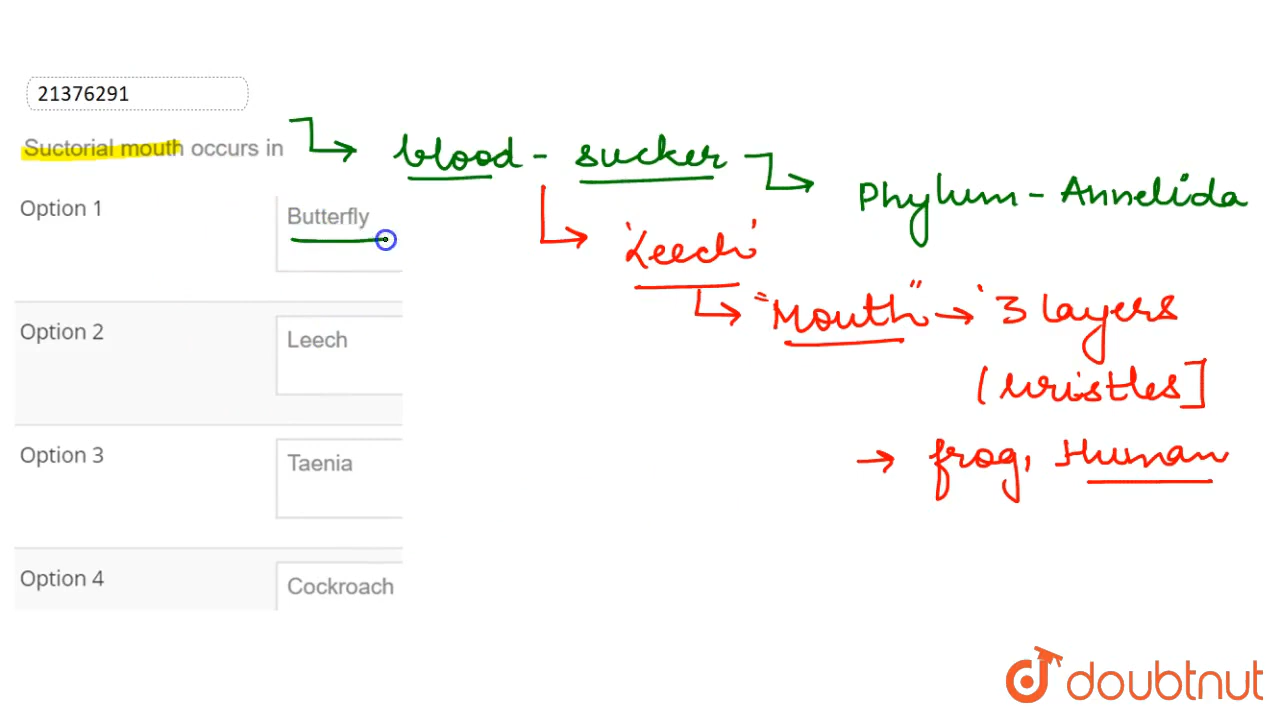 21376291
Suctorial mouth occurs in
blood - sucker
Phylum - Annelida
Option 1
Butterfly
'Leech'
"Mouth" → '3 layers
Option 2
Leech
Option 3
Taenia
→ frog, Human
Option 4
Cockroach
doubtnut